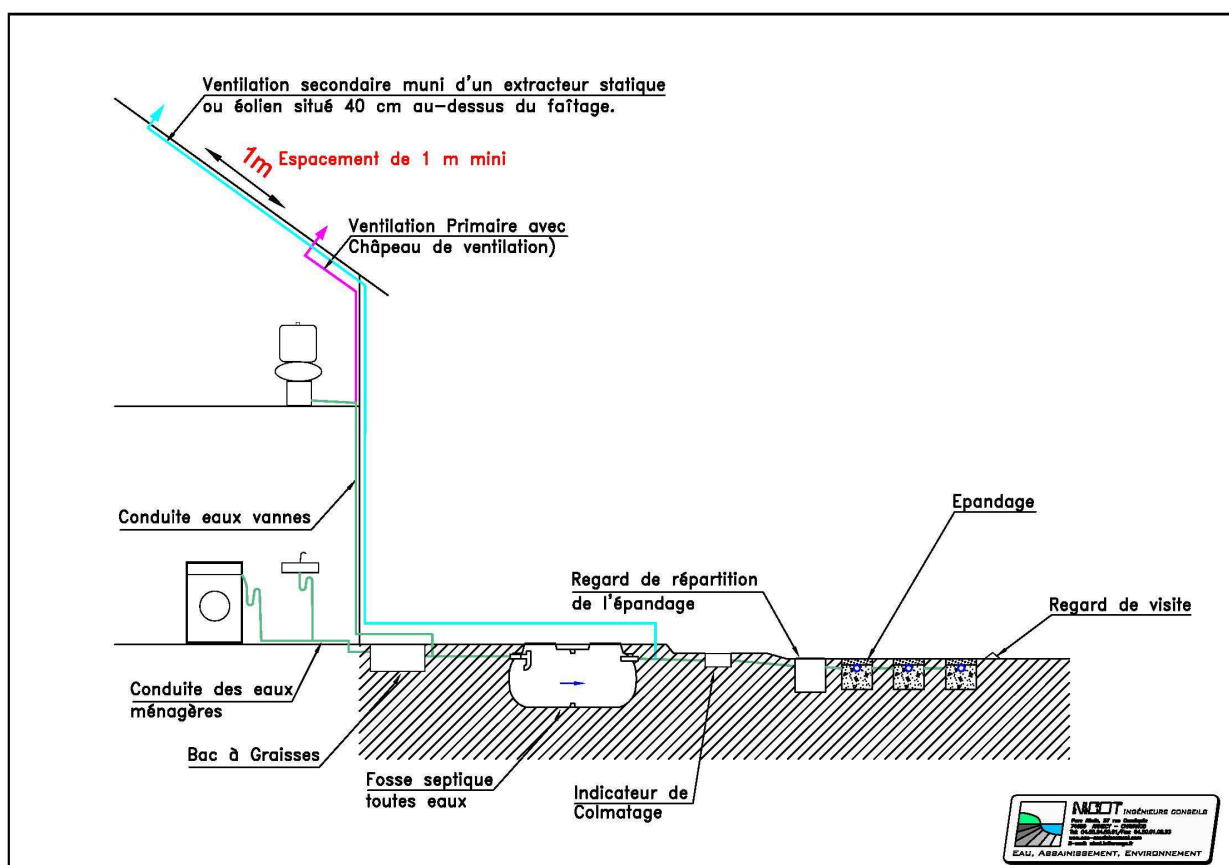 Ventilation secondaire muni d'un extracteur statique
ou éolien situé 40 cm au-dessus du faîtage.
1m
Espacement de 1 m mini
Ventilation Primaire avec
Châpeau de ventilation)
Conduite eaux vannes
Epandage
Regard de répartition
de l'épandage
Regard de visite
Conduite des eaux
ménagères
Bac à Graisses
Fosse septique
toutes eaux
Indicateur de
Colmatage
NICOT INGÉNIEURS CONSEILS
EAU, ASSAINISSEMENT, ENVIRONNEMENT